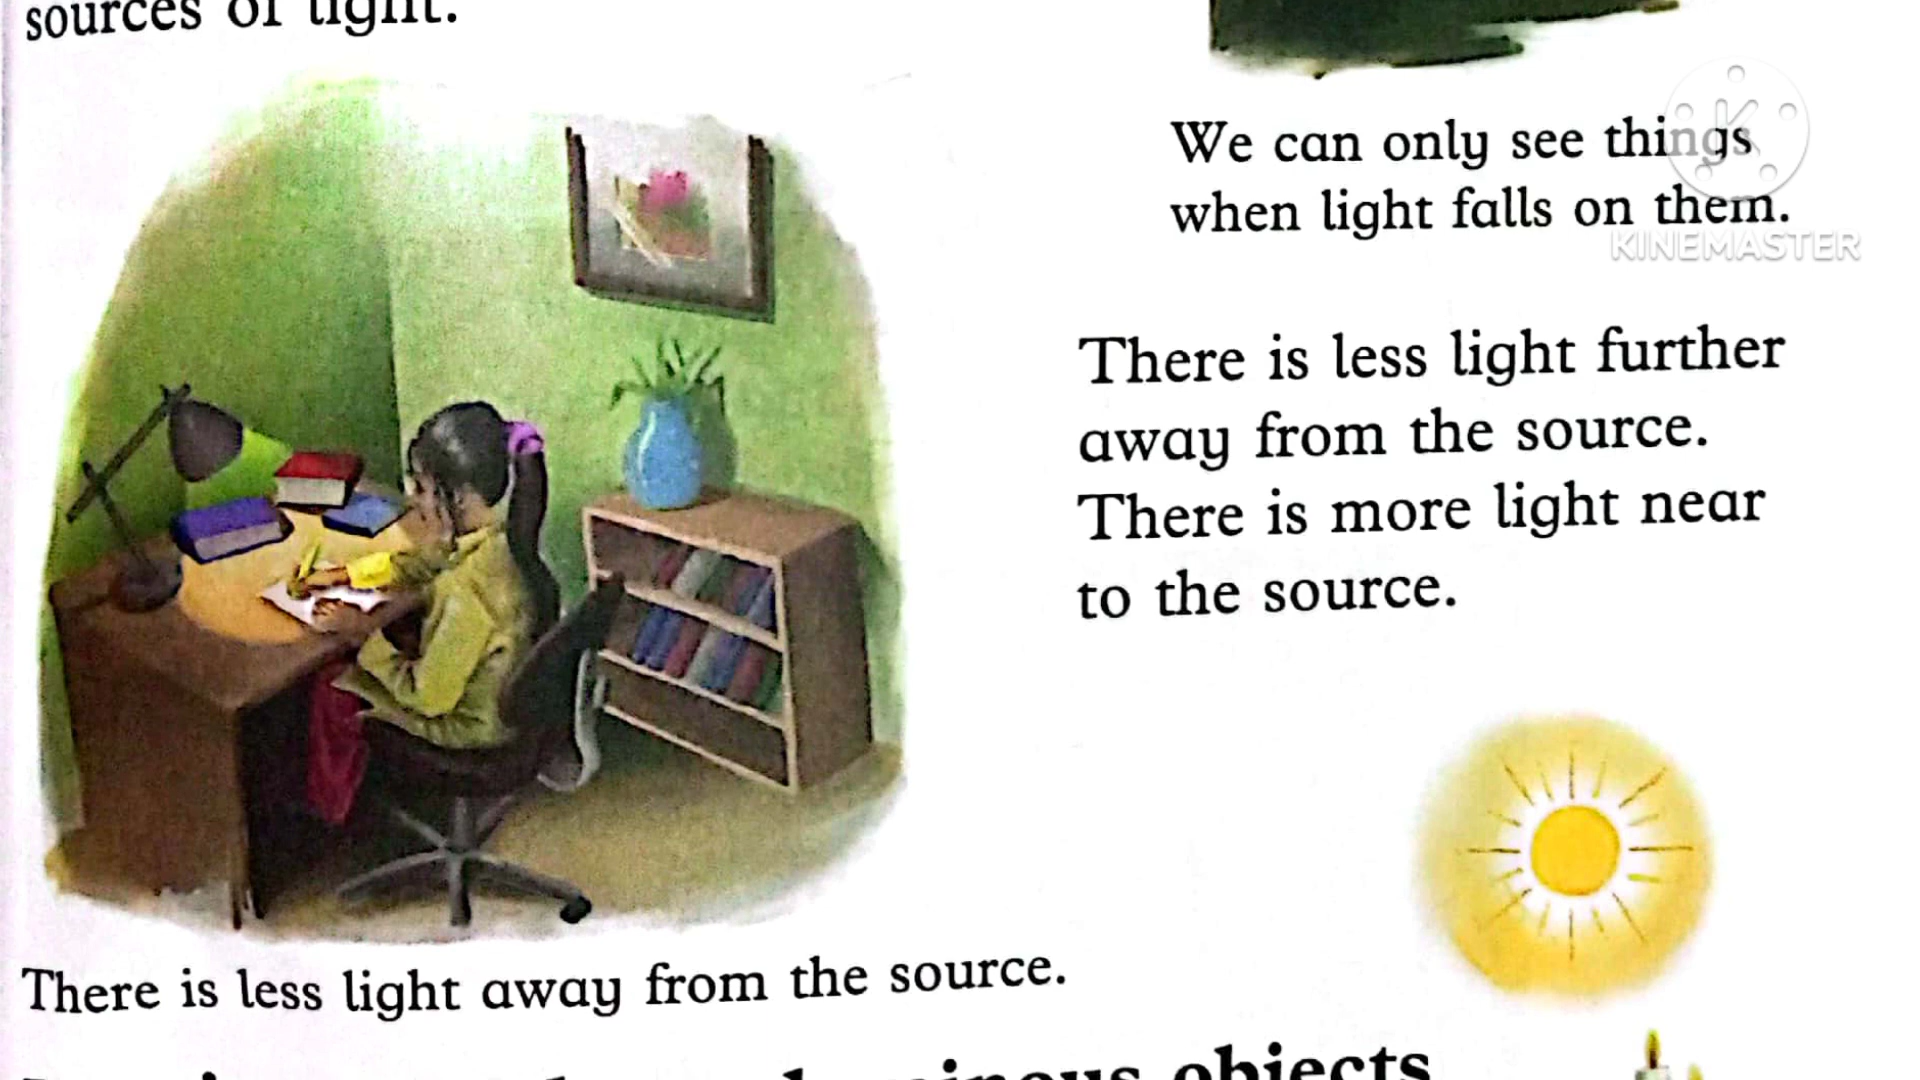 sources of light.
We can only see things
when light falls on them.
KINEMASTER
There is less light further
away from the source.
There is more light near
to the source.
There is less light away from the source.
objects